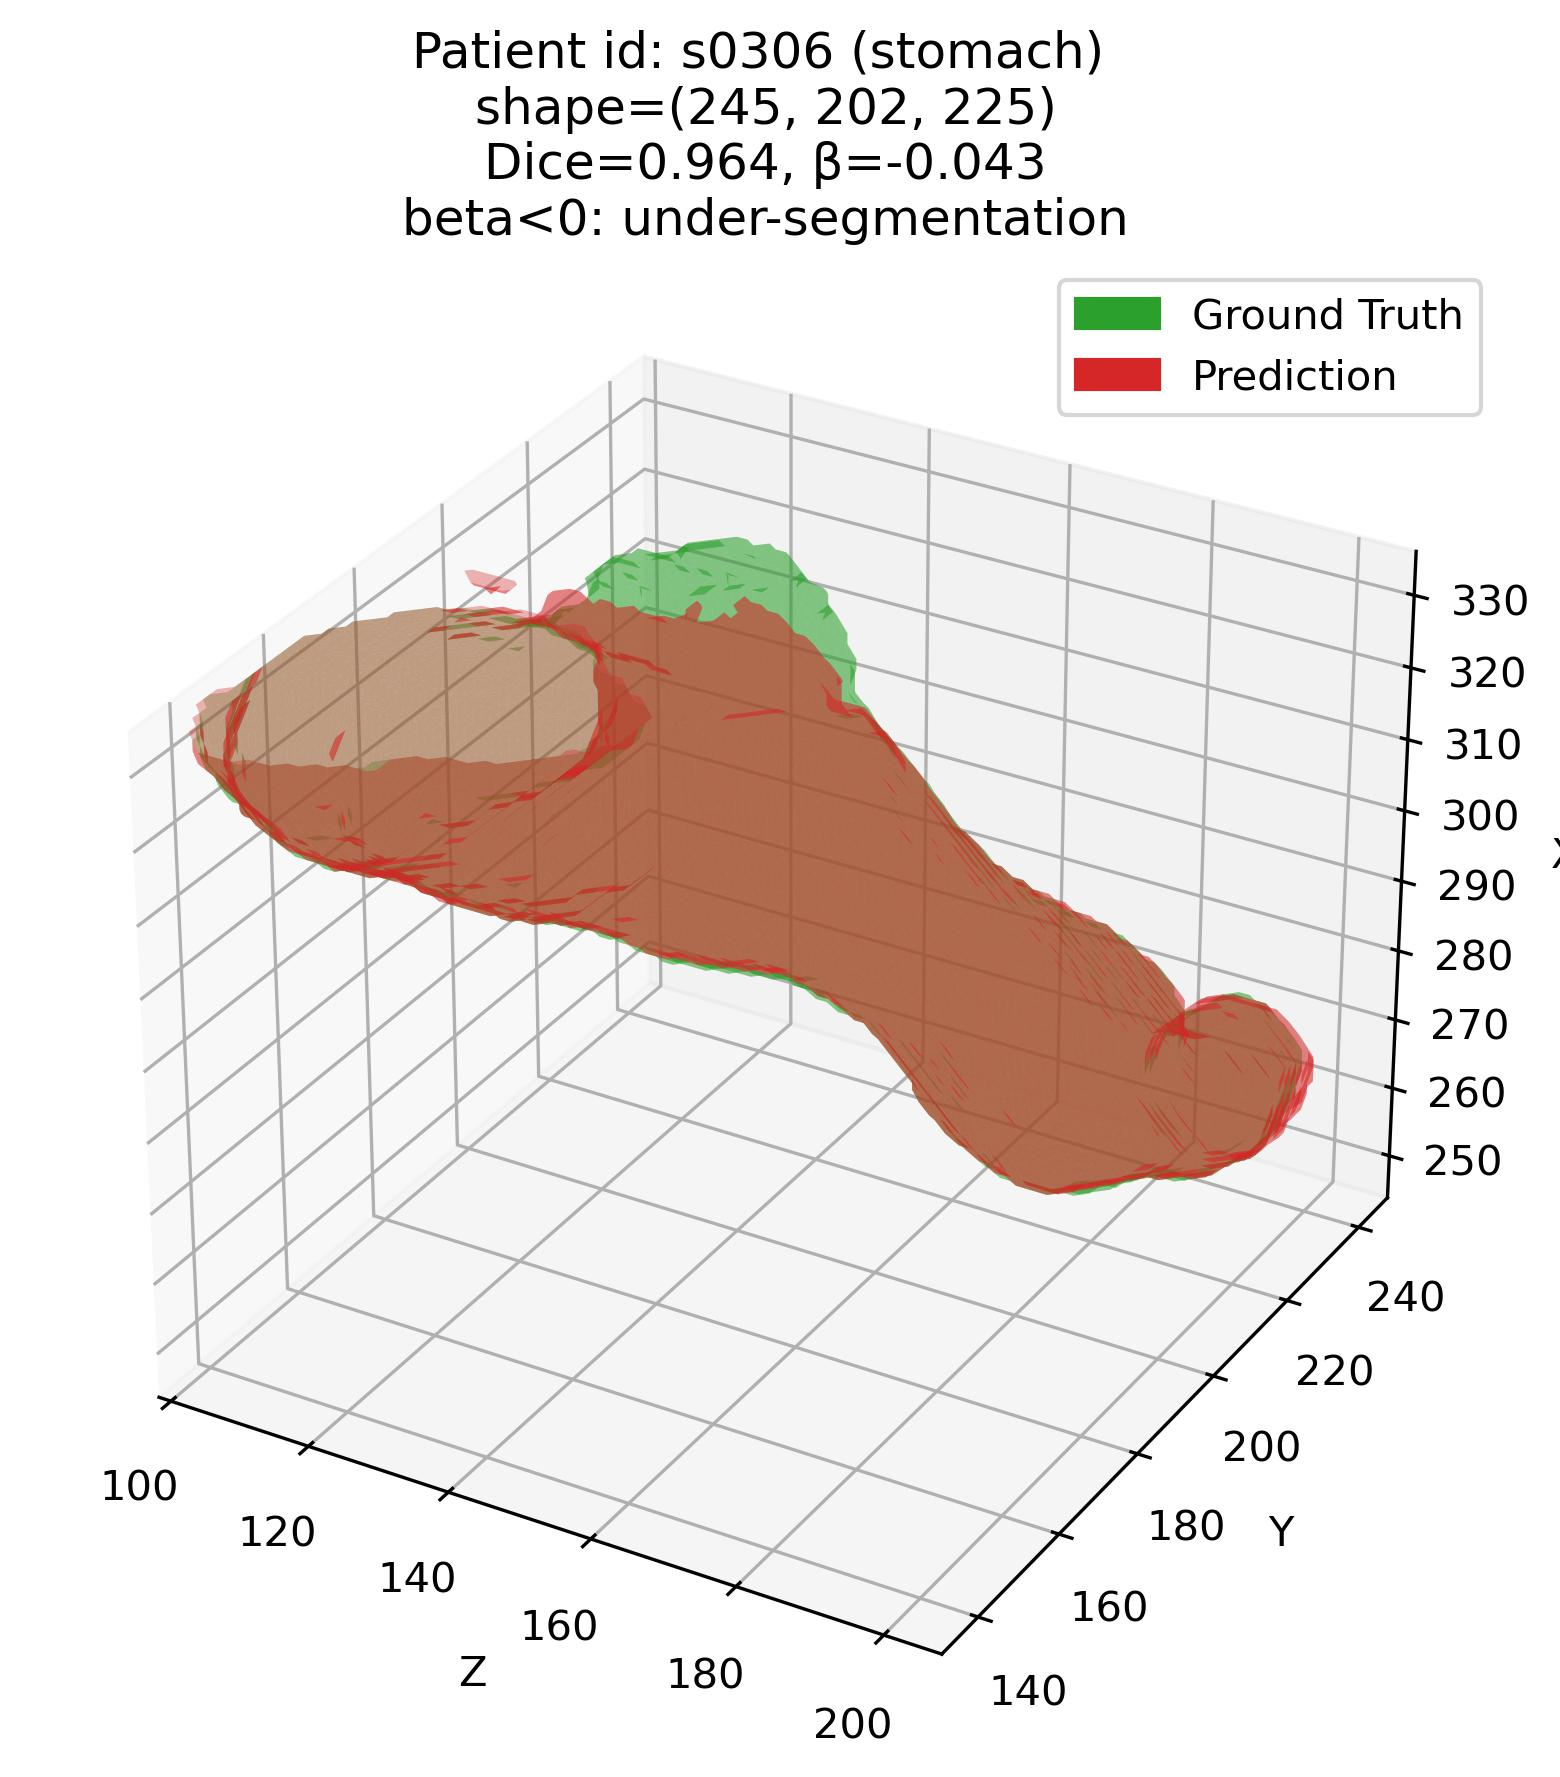 Patient id: s0306 (stomach)
shape=(245, 202, 225)
Dice=0.964, β=-0.043
beta<0: under-segmentation
Ground Truth
Prediction
330
320
310
300
X
290
280
270
260
250
240
220
200
180
160
140
Y
100
120
140
160
180
200
Z